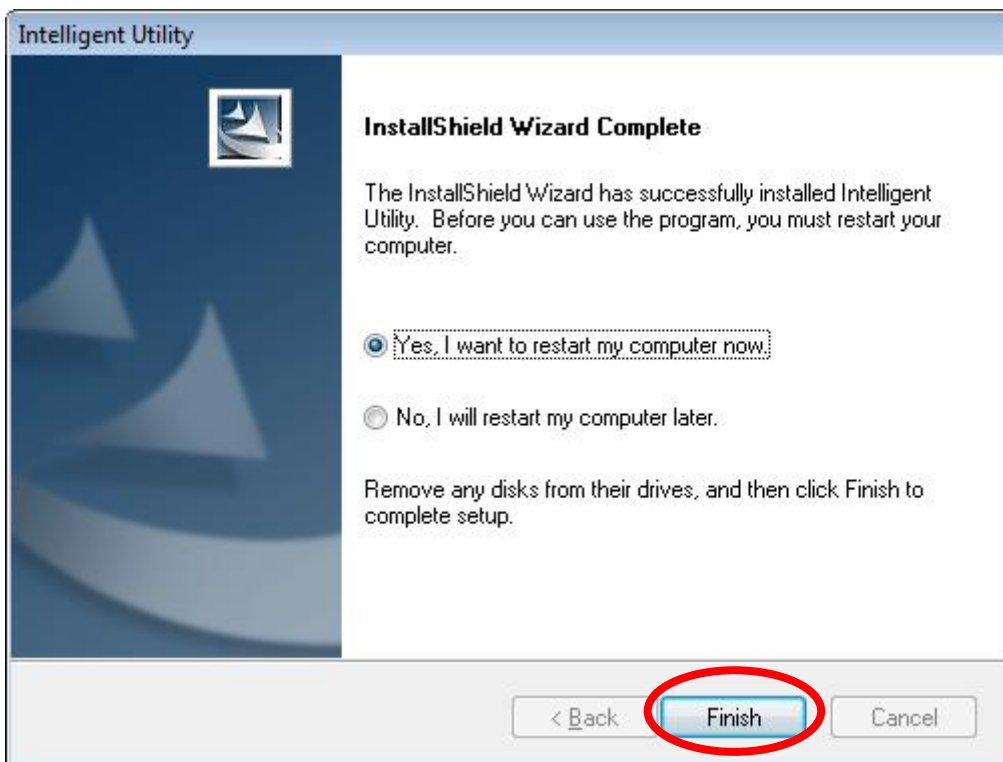 Intelligent Utility
InstallShield Wizard Complete
The InstallShield Wizard has successfully installed Intelligent
Utility.  Before you can use the program, you must restart your
computer.
Yes, I want to restart my computer now.
No, I will restart my computer later.
Remove any disks from their drives, and then click Finish to
complete setup.
< Back
Finish
Cancel